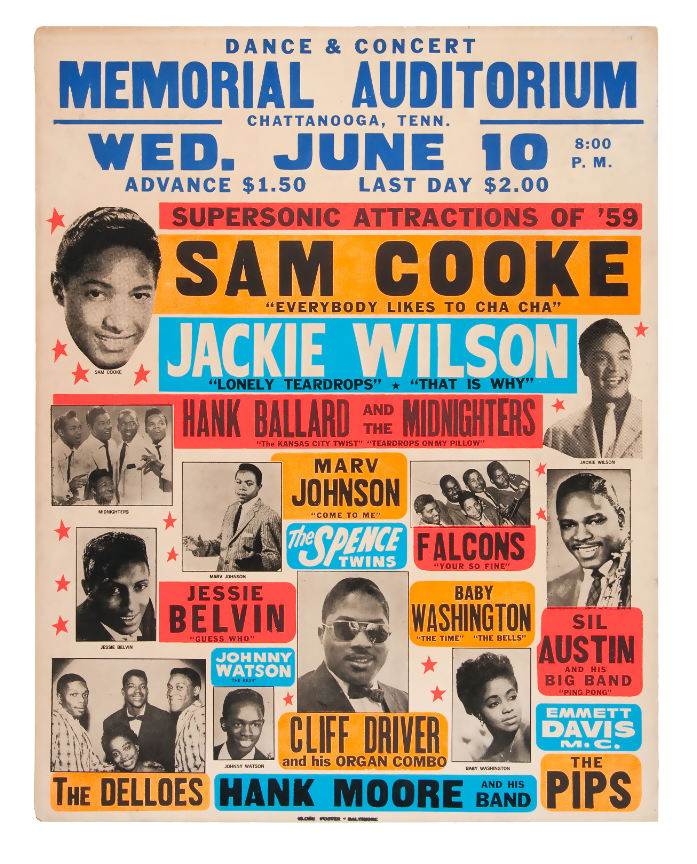 DANCE & CONCERT
MEMORIAL AUDITORIUM
CHATTANOOGA, TENN.
WED. JUNE 10 8:00 P. M.
ADVANCE $1.50 LAST DAY $2.00
SUPERSONIC ATTRACTIONS OF '59
SAM COOKE
"EVERYBODY LIKES TO CHA CHA"
SAM COOKE
JACKIE WILSON
"LONELY TEARDROPS" ★ "THAT IS WHY"
JACKIE WILSON
HANK BALLARD AND THE MIDNIGHTERS
"The KANSAS CITY TWIST" "TEARDROPS ON MY PILLOW"
MIDNIGHTERS
MARV
JOHNSON
"COME TO ME"
MARV JOHNSON
The SPENCE
TWINS
FALCONS
"YOUR SO FINE"
JESSIE
BELVIN
"GUESS WHO"
JESSIE BELVIN
BABY
WASHINGTON
"THE TIME" "THE BELLS"
BABY WASHINGTON
SIL
AUSTIN
AND HIS
BIG BAND
"PING PONG"
JOHNNY
WATSON
JOHNNY WATSON
CLIFF DRIVER
and his ORGAN COMBO
EMMETT
DAVIS
M.C.
THE DELLOES
HANK MOORE AND HIS BAND
THE
PIPS
GLOBE POSTER - BALTIMORE